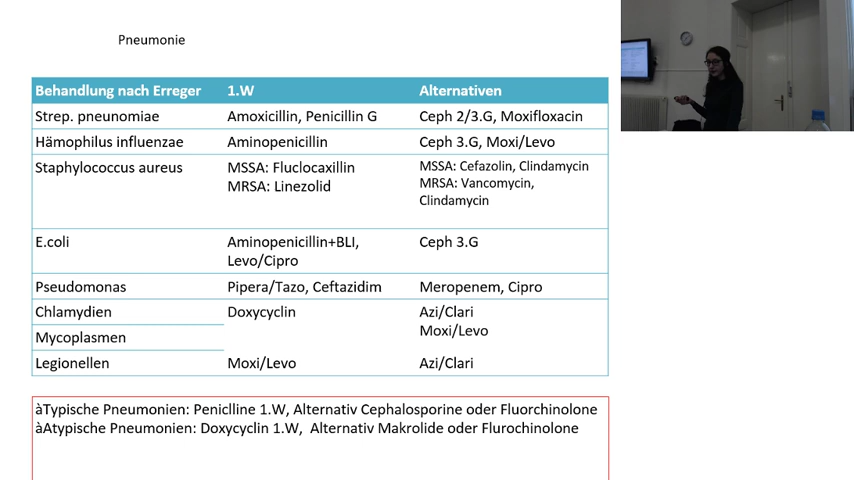 Pneumonie
Behandlung nach Erreger 1.W Alternativen
Strep. pneumoniae Amoxicillin, Penicillin G Ceph 2/3.G, Moxifloxacin
Hämophilus influenzae Aminopenicillin Ceph 3.G, Moxi/Levo
Staphylococcus aureus MSSA: Fluclocaxillin MSSA: Cefazolin, Clindamycin
MRSA: Linezolid MRSA: Vancomycin,
Clindamycin
E.coli Aminopenicillin+BLI, Ceph 3.G
Levo/Cipro
Pseudomonas Pipera/Tazo, Ceftazidim Meropenem, Cipro
Chlamydien Doxycyclin Azi/Clari
Moxi/Levo
Mycoplasmen
Legionellen Moxi/Levo Azi/Clari
àTypische Pneumonien: Peniclline 1.W, Alternativ Cephalosporine oder Fluorchinolone
àAtypische Pneumonien: Doxycyclin 1.W, Alternativ Makrolide oder Flurochinolone